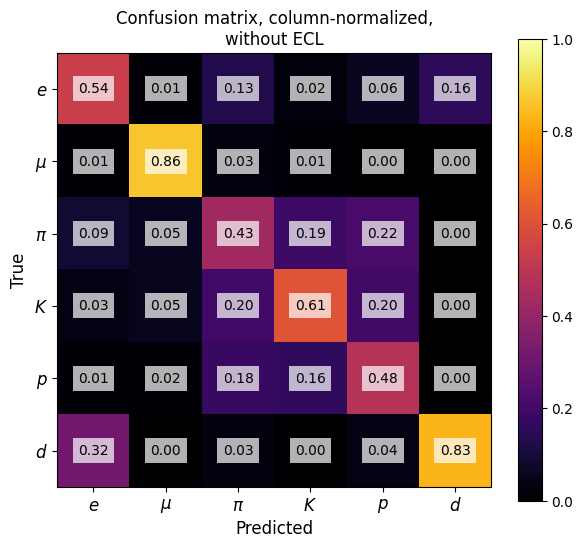 Confusion matrix, column-normalized,
without ECL
True
e 0.54 0.01 0.13 0.02 0.06 0.16
μ 0.01 0.86 0.03 0.01 0.00 0.00
π 0.09 0.05 0.43 0.19 0.22 0.00
K 0.03 0.05 0.20 0.61 0.20 0.00
p 0.01 0.02 0.18 0.16 0.48 0.00
d 0.32 0.00 0.03 0.00 0.04 0.83
e μ π K p d
Predicted
1.0
0.8
0.6
0.4
0.2
0.0